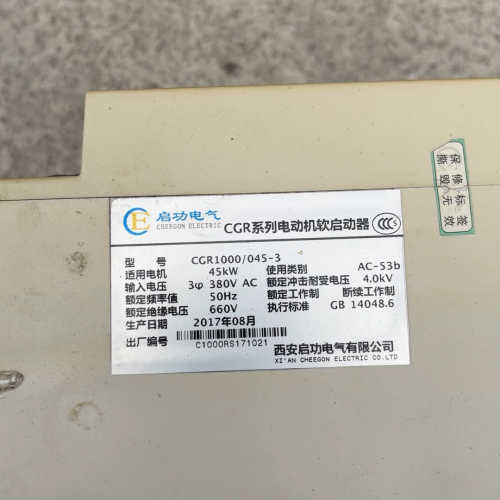 保修标签
撕毁无效
CE 启功电气
CHEEGON ELECTRIC
CGR系列电动机软启动器
CCC S
型号 CGR1000/045-3
适用电机 45kW 使用类别 AC-53b
输入电压 3φ 380V AC 额定冲击耐受电压 4.0kV
额定频率值 50Hz 额定工作制 断续工作制
额定绝缘电压 660V 执行标准 GB 14048.6
生产日期 2017年08月
出厂编号 C1000RS171021
西安启功电气有限公司
XI'AN CHEEGON ELECTRIC CO.LTD